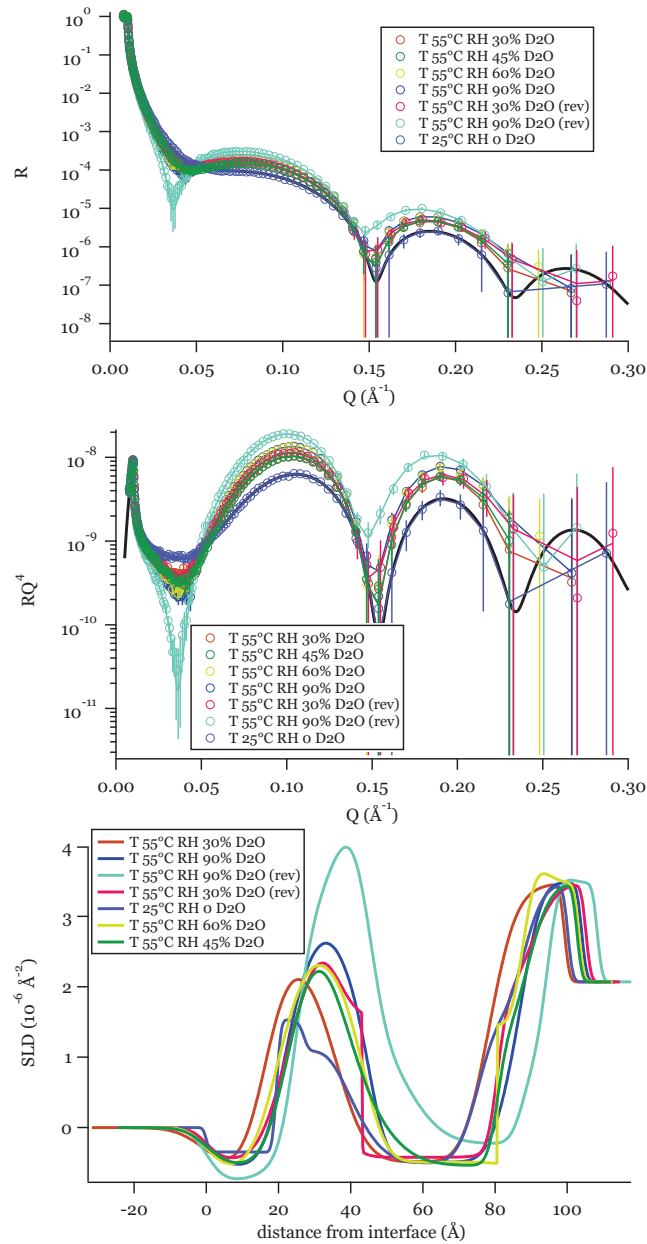 10⁰
10⁻¹
10⁻²
10⁻³
10⁻⁴
10⁻⁵
10⁻⁶
10⁻⁷
10⁻⁸
R
T 55°C RH 30% D2O
T 55°C RH 45% D2O
T 55°C RH 60% D2O
T 55°C RH 90% D2O
T 55°C RH 30% D2O (rev)
T 55°C RH 90% D2O (rev)
T 25°C RH 0 D2O
0.00 0.05 0.10 0.15 0.20 0.25 0.30
Q (Å⁻¹)
10⁻⁸
10⁻⁹
10⁻¹⁰
10⁻¹¹
RQ⁴
T 55°C RH 30% D2O
T 55°C RH 45% D2O
T 55°C RH 60% D2O
T 55°C RH 90% D2O
T 55°C RH 30% D2O (rev)
T 55°C RH 90% D2O (rev)
T 25°C RH 0 D2O
0.00 0.05 0.10 0.15 0.20 0.25 0.30
Q (Å⁻¹)
T 55°C RH 30% D2O
T 55°C RH 90% D2O
T 55°C RH 90% D2O (rev)
T 55°C RH 30% D2O (rev)
T 25°C RH 0 D2O
T 55°C RH 60% D2O
T 55°C RH 45% D2O
4
3
2
1
0
SLD (10⁻⁶ Å⁻²)
-20 0 20 40 60 80 100
distance from interface (Å)